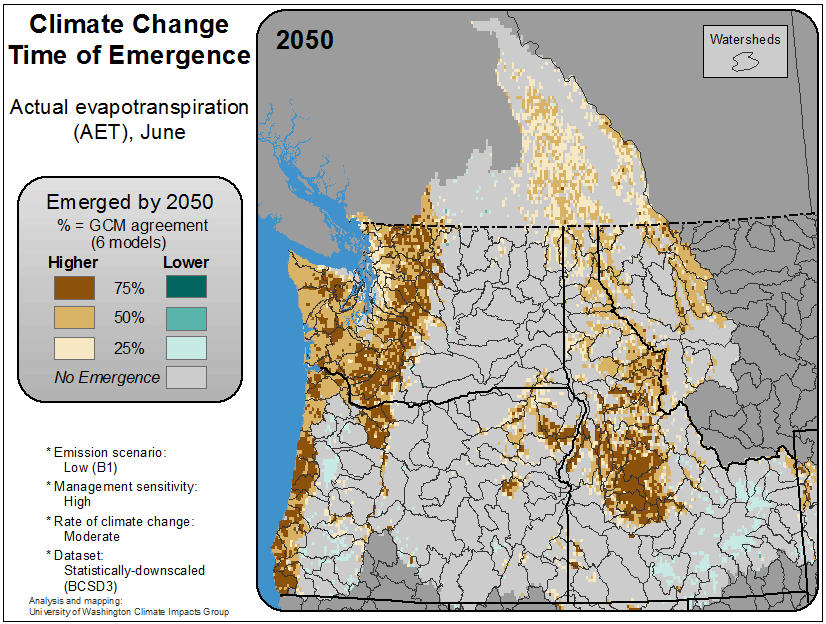 Climate Change
Time of Emergence
Actual evapotranspiration
(AET), June
Emerged by 2050
% = GCM agreement
(6 models)
Higher Lower
75%
50%
25%
No Emergence
* Emission scenario:
Low (B1)
* Management sensitivity:
High
* Rate of climate change:
Moderate
* Dataset:
Statistically-downscaled
(BCSD3)
Analysis and mapping:
University of Washington Climate Impacts Group
2050
Watersheds